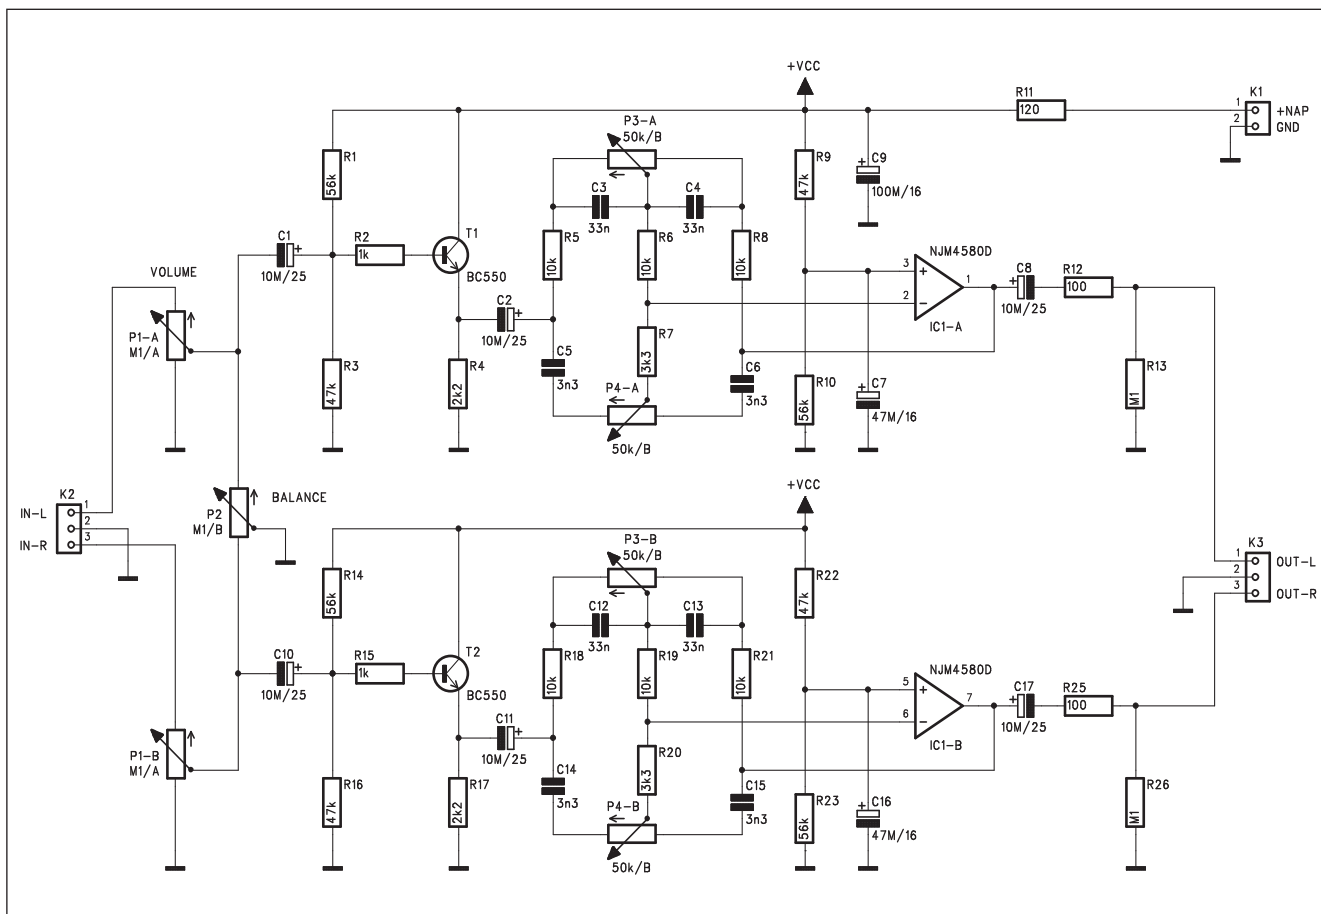 +VCC
R11
120
K1
1
+NAP
2
GND
P3-A
50k/B
R1
56k
R9
47k
C9
100M/16
C3
33n
C4
33n
C1
10M/25
R2
1k
T1
BC550
R5
10k
R6
10k
R8
10k
NJM4580D
3
+
2
-
1
IC1-A
C8
10M/25
R12
100
VOLUME
P1-A
M1/A
C2
10M/25
R7
3k3
R3
47k
R4
2k2
C5
3n3
C6
3n3
P4-A
50k/B
R10
56k
C7
47M/16
R13
M1
K2
IN-L
1
2
IN-R
3
P2
M1/B
BALANCE
+VCC
P3-B
50k/B
R14
56k
R22
47k
K3
1
OUT-L
2
3
OUT-R
C12
33n
C13
33n
C10
10M/25
R15
1k
T2
BC550
R18
10k
R19
10k
R21
10k
NJM4580D
5
+
6
-
7
IC1-B
C17
10M/25
R25
100
P1-B
M1/A
C11
10M/25
R20
3k3
R16
47k
R17
2k2
C14
3n3
C15
3n3
P4-B
50k/B
R23
56k
C16
47M/16
R26
M1